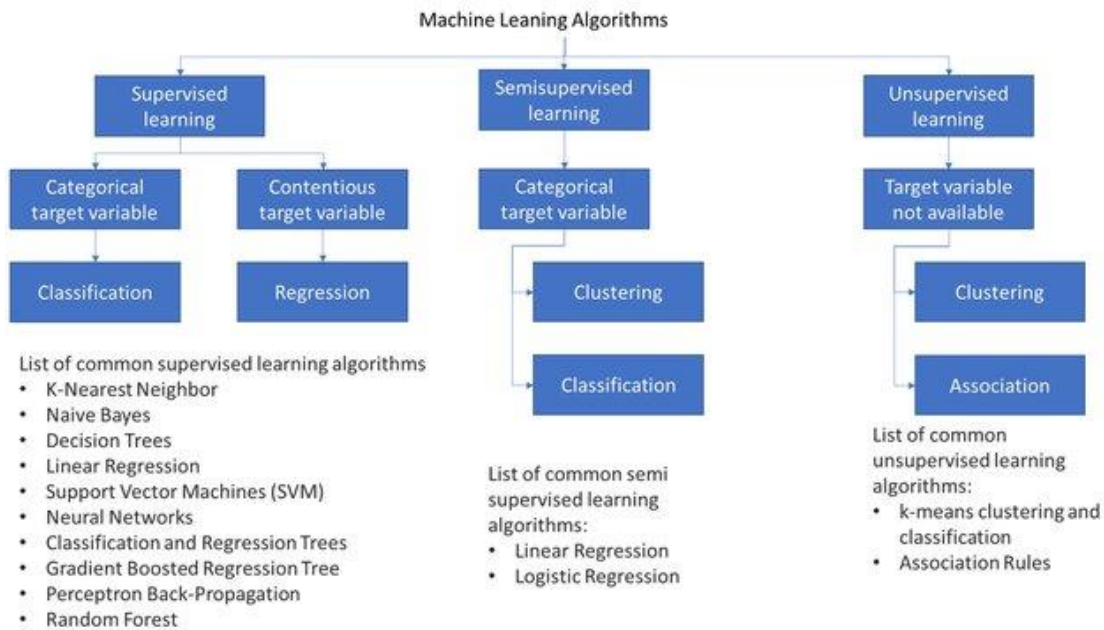 Machine Leaning Algorithms
Supervised
learning
Semisupervised
learning
Unsupervised
learning
Categorical
target variable
Contentious
target variable
Categorical
target variable
Target variable
not available
Classification
Regression
Clustering
Clustering
Classification
Association
List of common supervised learning algorithms
• K-Nearest Neighbor
• Naive Bayes
• Decision Trees
• Linear Regression
• Support Vector Machines (SVM)
• Neural Networks
• Classification and Regression Trees
• Gradient Boosted Regression Tree
• Perceptron Back-Propagation
• Random Forest
List of common semi
supervised learning
algorithms:
• Linear Regression
• Logistic Regression
List of common
unsupervised learning
algorithms:
• k-means clustering and
classification
• Association Rules